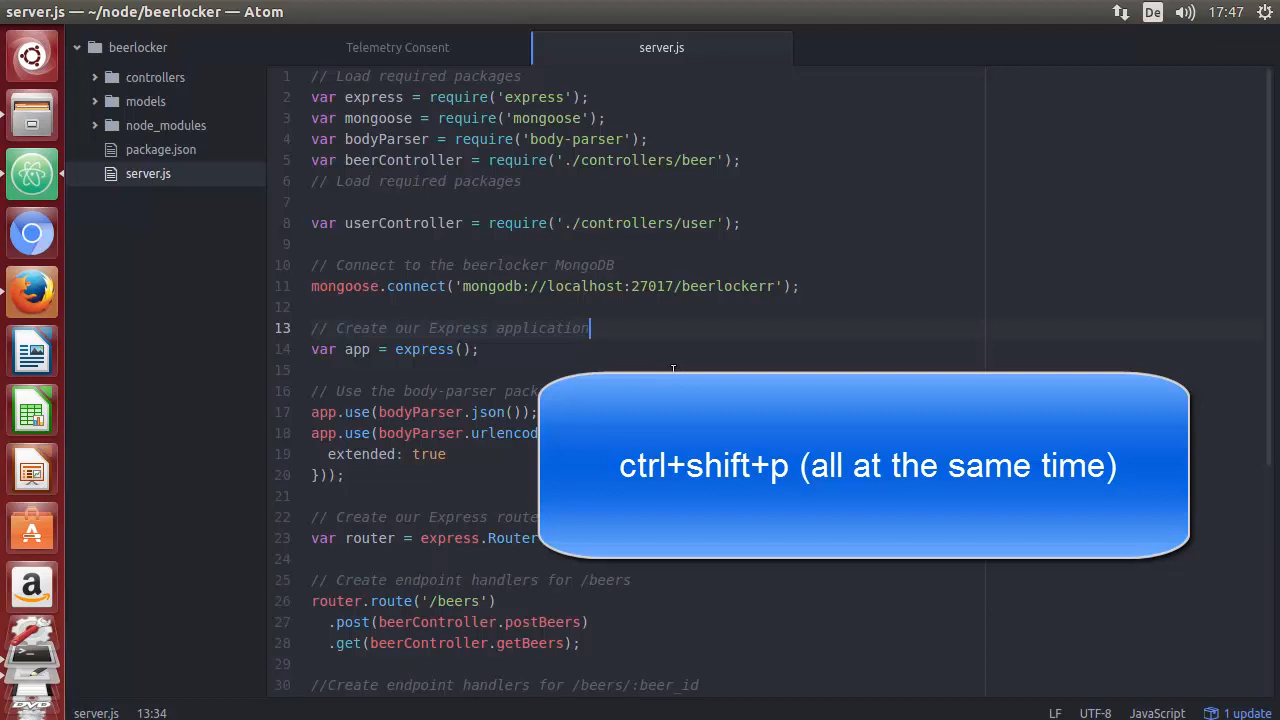 server.js — ~/node/beerlocker — Atom
De
17:47
beerlocker
controllers
models
node_modules
package.json
server.js
Telemetry Consent
server.js
1 // Load required packages
2 var express = require('express');
3 var mongoose = require('mongoose');
4 var bodyParser = require('body-parser');
5 var beerController = require('./controllers/beer');
6 // Load required packages
7
8 var userController = require('./controllers/user');
9
10 // Connect to the beerlocker MongoDB
11 mongoose.connect('mongodb://localhost:27017/beerlockerr');
12
13 // Create our Express application
14 var app = express();
15
16 // Use the body-parser pack
17 app.use(bodyParser.json());
18 app.use(bodyParser.urlencod
19 extended: true
20 }));
21
22 // Create our Express route
23 var router = express.Router
24
25 // Create endpoint handlers for /beers
26 router.route('/beers')
27 .post(beerController.postBeers)
28 .get(beerController.getBeers);
29
30 //Create endpoint handlers for /beers/:beer_id
ctrl+shift+p (all at the same time)
server.js 13:34
LF UTF-8 JavaScript 1 update